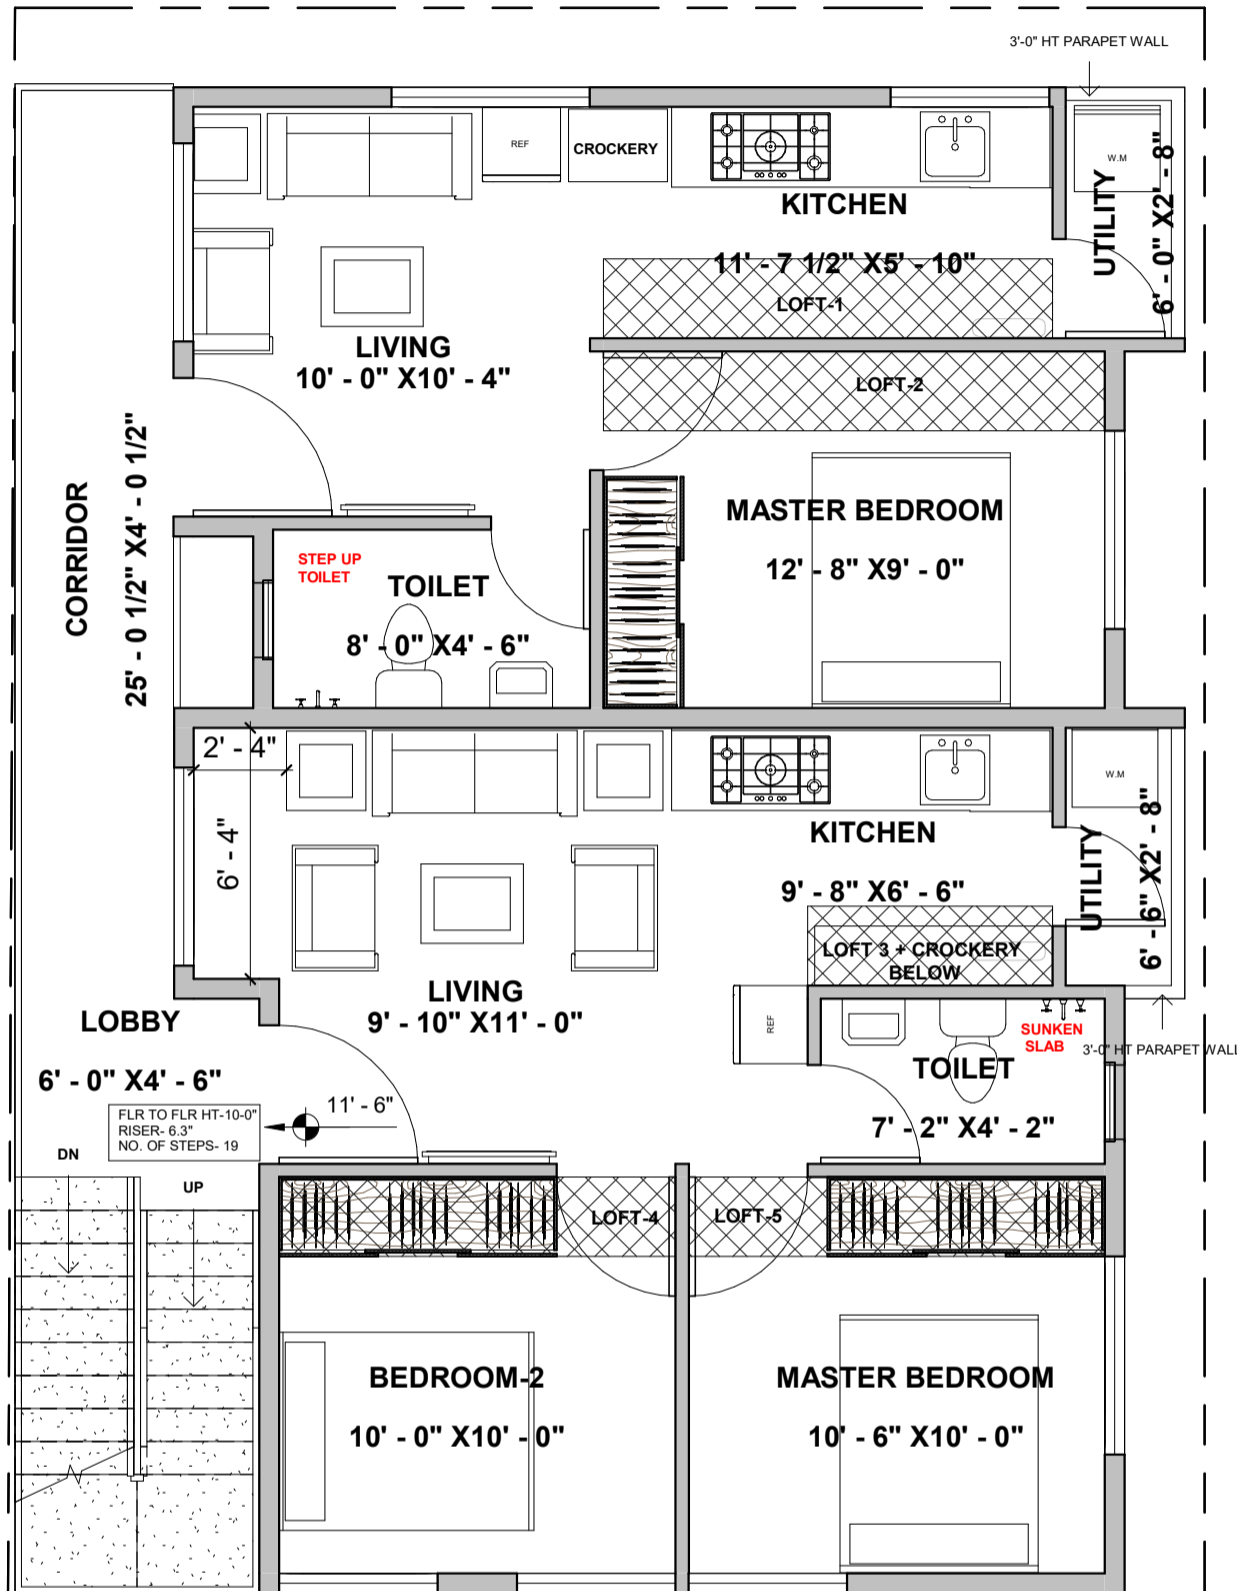 3'-0" HT PARAPET WALL
REF
CROCKERY
W.M
KITCHEN
11' - 7 1/2" X5' - 10"
UTILITY
6' - 0" X2' - 8"
LOFT-1
LIVING
10' - 0" X10' - 4"
LOFT-2
CORRIDOR
25' - 0 1/2" X4' - 0 1/2"
MASTER BEDROOM
12' - 8" X9' - 0"
STEP UP
TOILET
TOILET
8' - 0" X4' - 6"
2' - 4"
6' - 4"
W.M
KITCHEN
9' - 8" X6' - 6"
UTILITY
6' - 6" X2' - 8"
LOFT 3 + CROCKERY
BELOW
LIVING
9' - 10" X11' - 0"
REF
LOBBY
6' - 0" X4' - 6"
SUNKEN
SLAB
3'-0" HT PARAPET WALL
TOILET
7' - 2" X4' - 2"
FLR TO FLR HT-10-0"
RISER- 6.3"
NO. OF STEPS- 19
11' - 6"
DN
UP
LOFT-4
LOFT-5
BEDROOM-2
10' - 0" X10' - 0"
MASTER BEDROOM
10' - 6" X10' - 0"